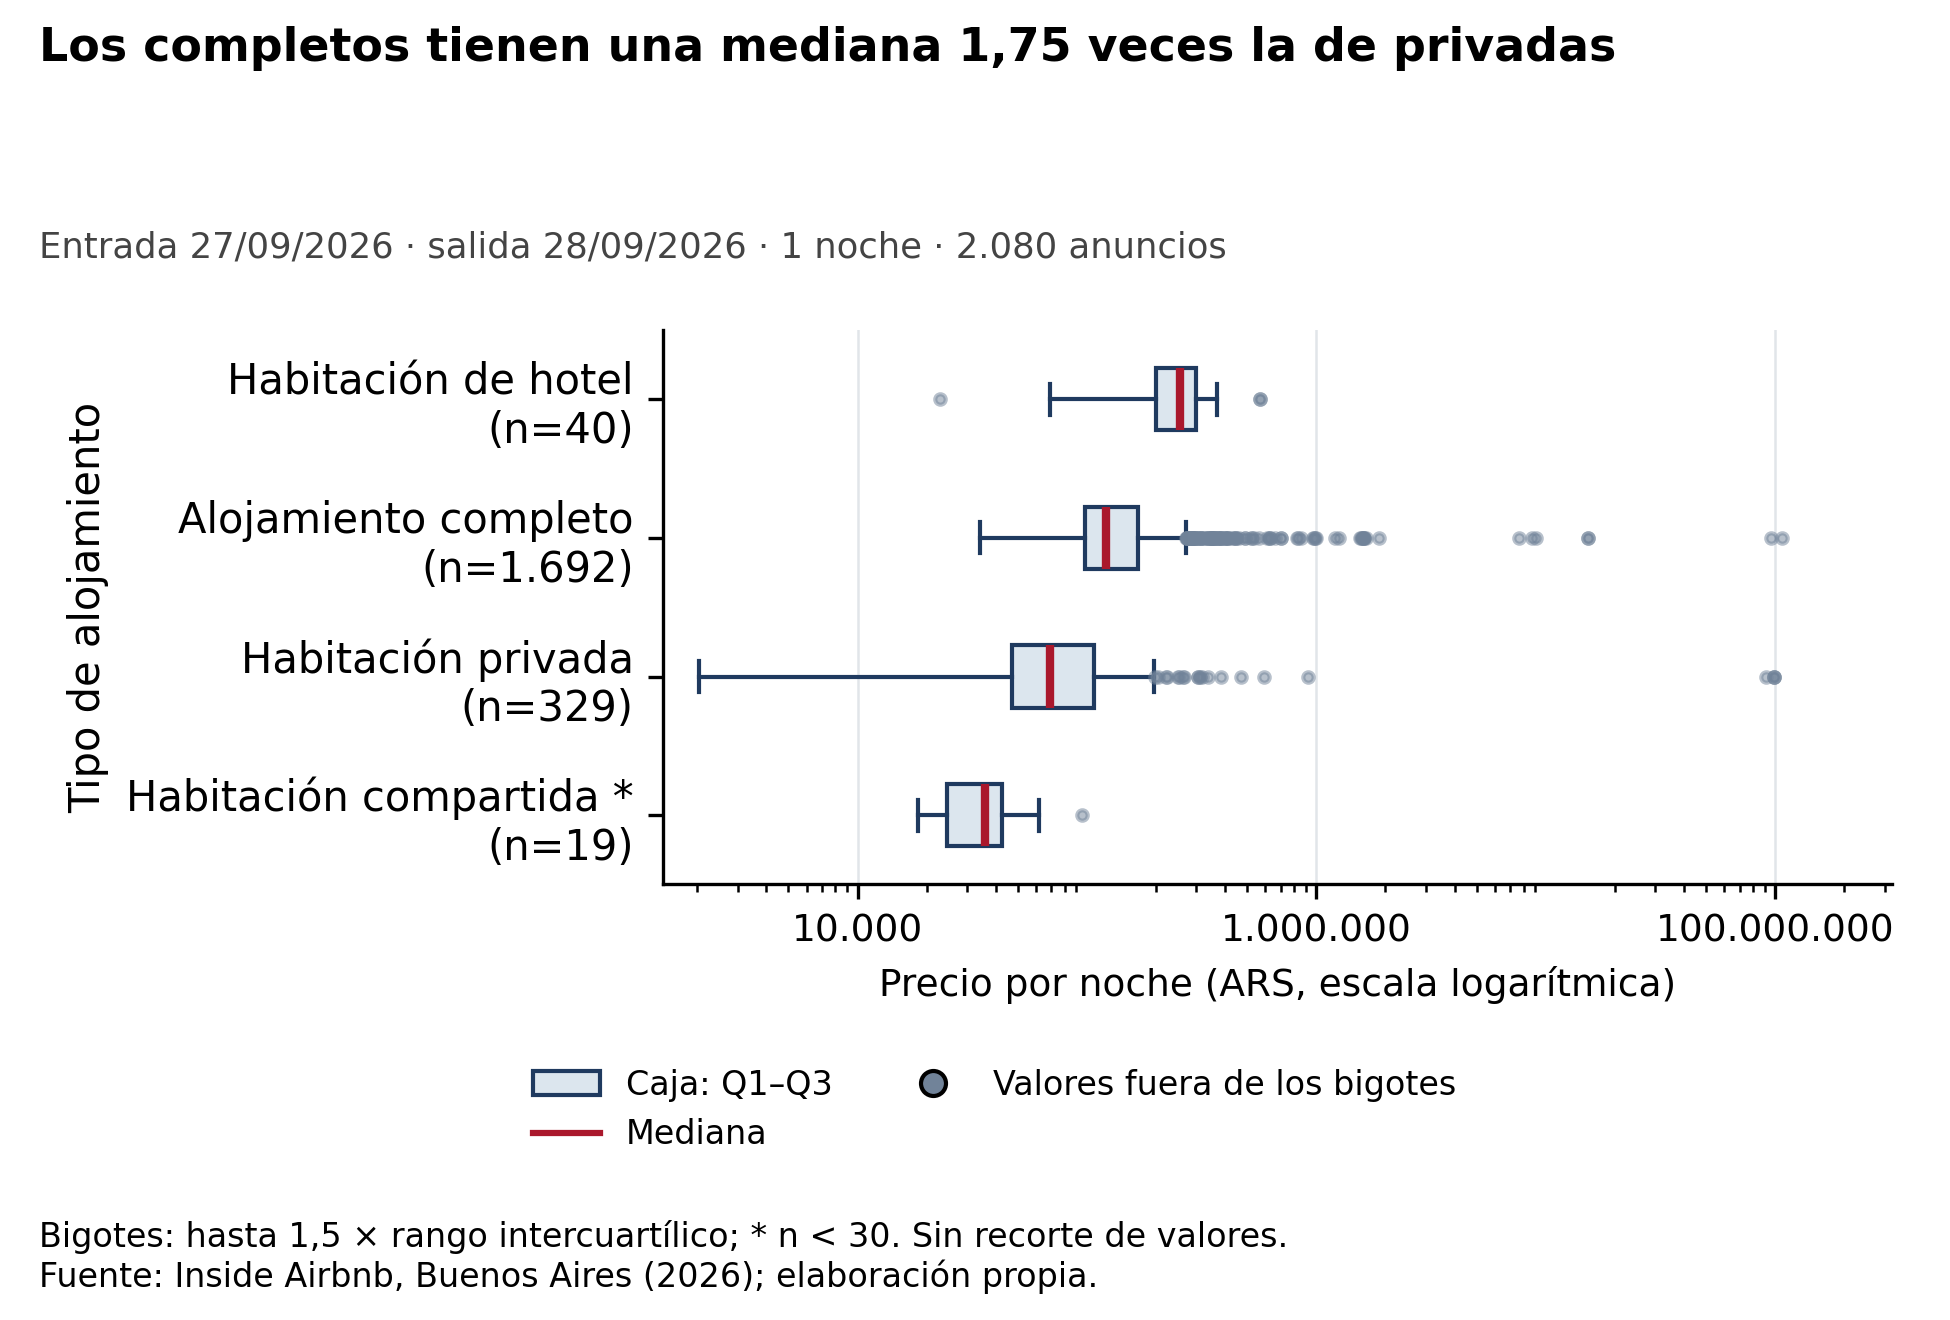 Los completos tienen una mediana 1,75 veces la de privadas
Entrada 27/09/2026 · salida 28/09/2026 · 1 noche · 2.080 anuncios
Tipo de alojamiento
Habitación de hotel
(n=40)
Alojamiento completo
(n=1.692)
Habitación privada
(n=329)
Habitación compartida *
(n=19)
10.000
1.000.000
100.000.000
Precio por noche (ARS, escala logarítmica)
Caja: Q1–Q3
Mediana
Valores fuera de los bigotes
Bigotes: hasta 1,5 × rango intercuartílico; * n < 30. Sin recorte de valores.
Fuente: Inside Airbnb, Buenos Aires (2026); elaboración propia.